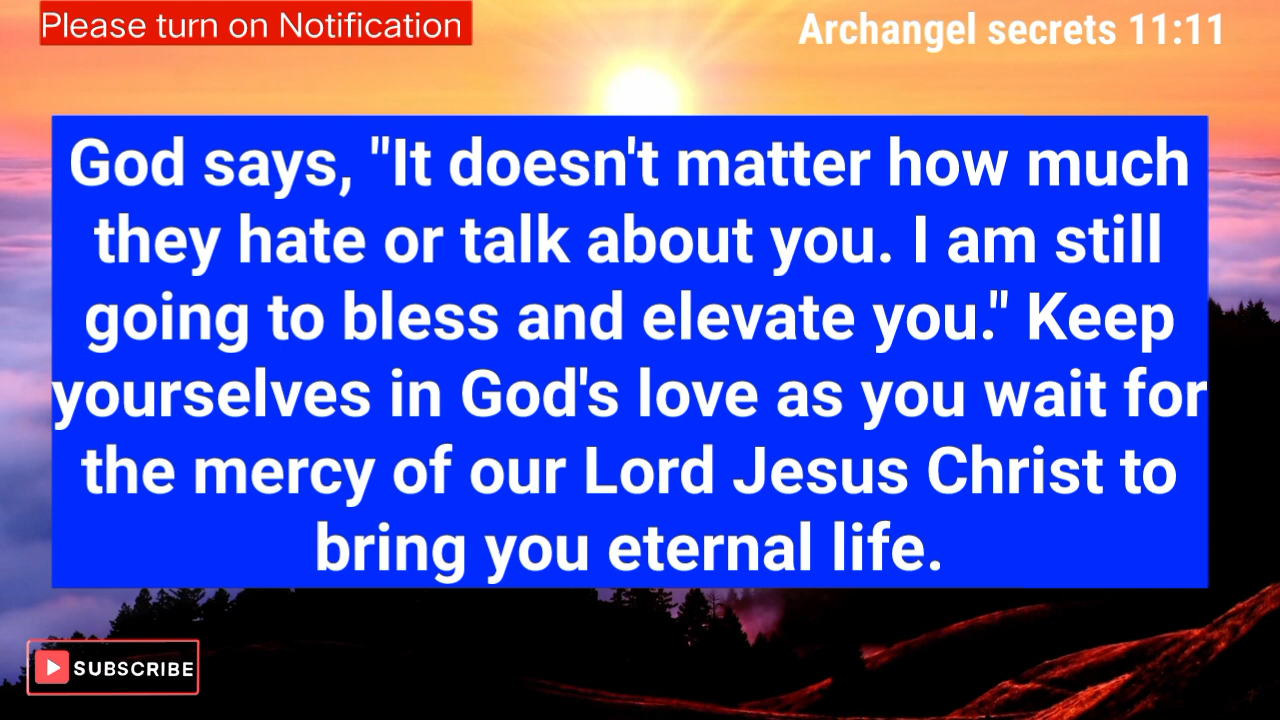 Please turn on Notification
Archangel secrets 11:11
God says, "It doesn't matter how much
they hate or talk about you. I am still
going to bless and elevate you." Keep
yourselves in God's love as you wait for
the mercy of our Lord Jesus Christ to
bring you eternal life.
SUBSCRIBE